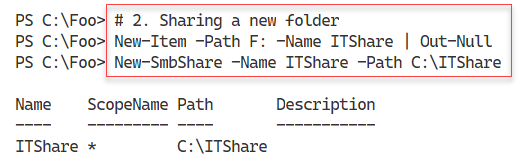 PS C:\Foo> # 2. Sharing a new folder
PS C:\Foo> New-Item -Path F: -Name ITShare | Out-Null
PS C:\Foo> New-SmbShare -Name ITShare -Path C:\ITShare
Name    ScopeName Path       Description
----    --------- ----       -----------
ITShare *         C:\ITShare